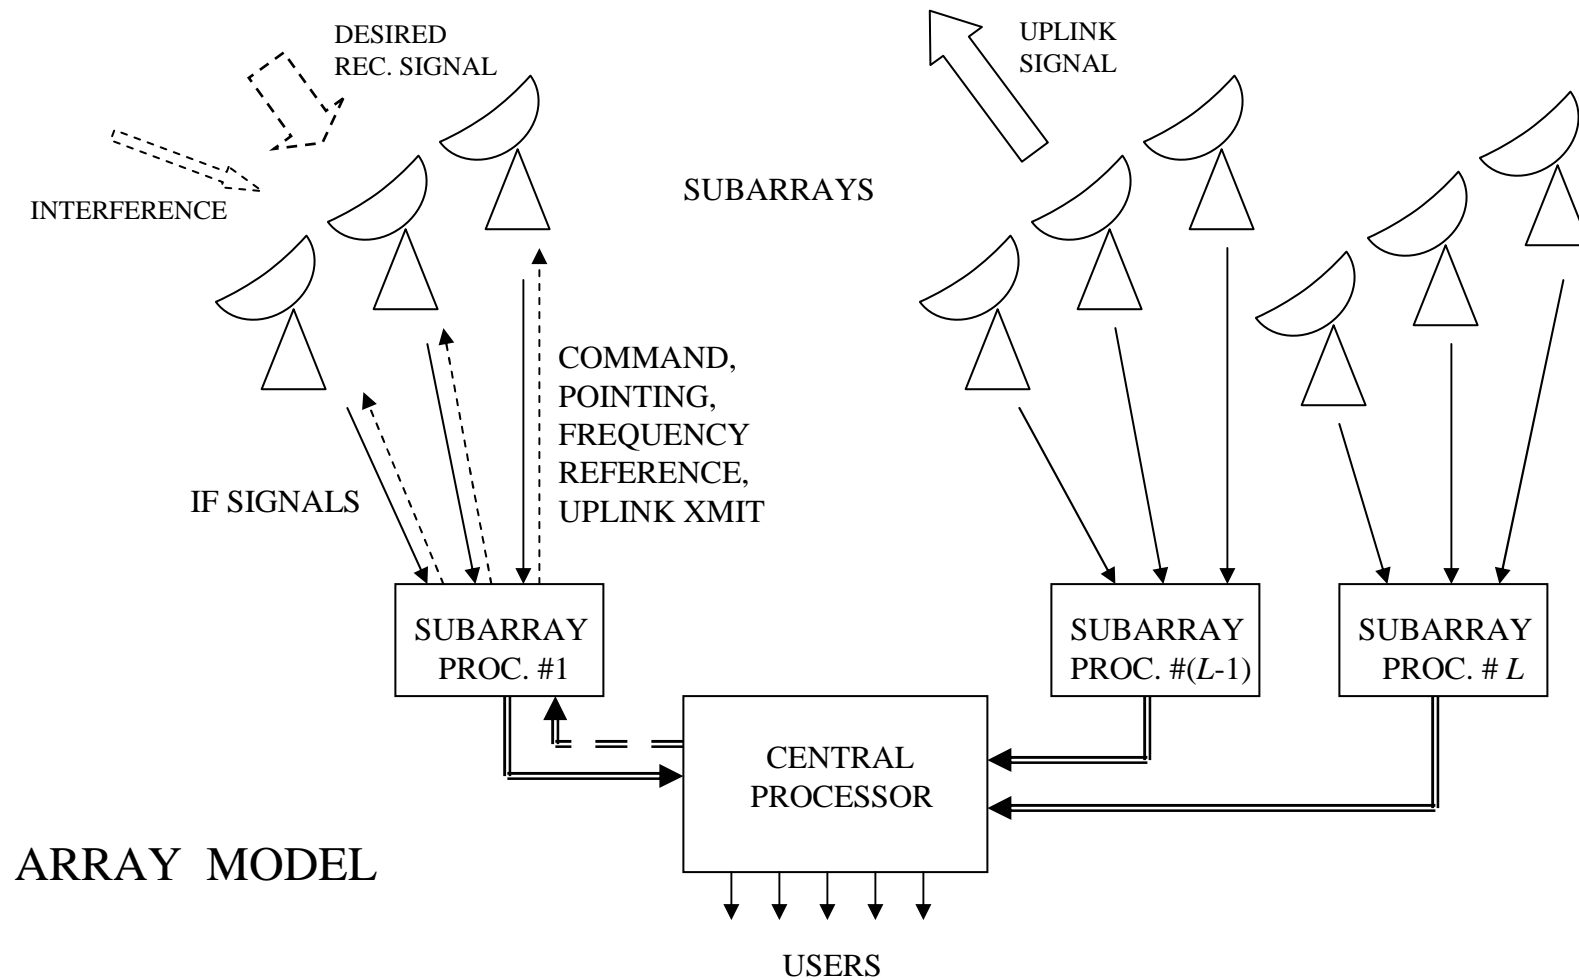 DESIRED
REC. SIGNAL
UPLINK
SIGNAL
INTERFERENCE
SUBARRAYS
COMMAND,
POINTING,
FREQUENCY
REFERENCE,
UPLINK XMIT
IF SIGNALS
SUBARRAY
PROC. #1
SUBARRAY
PROC. #(L-1)
SUBARRAY
PROC. # L
CENTRAL
PROCESSOR
ARRAY MODEL
USERS